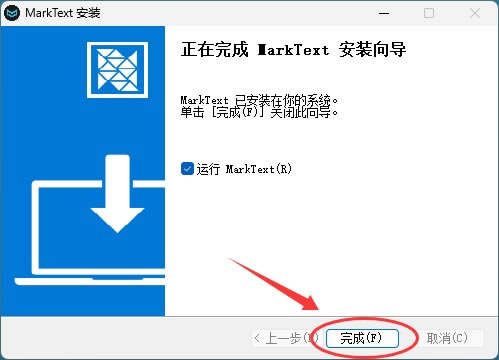 MarkText 安装
正在完成 MarkText 安装向导
MarkText 已安装在你的系统。
单击 [完成(F)] 关闭此向导。
运行 MarkText(R)
< 上一步(P)
完成(F)
取消(C)